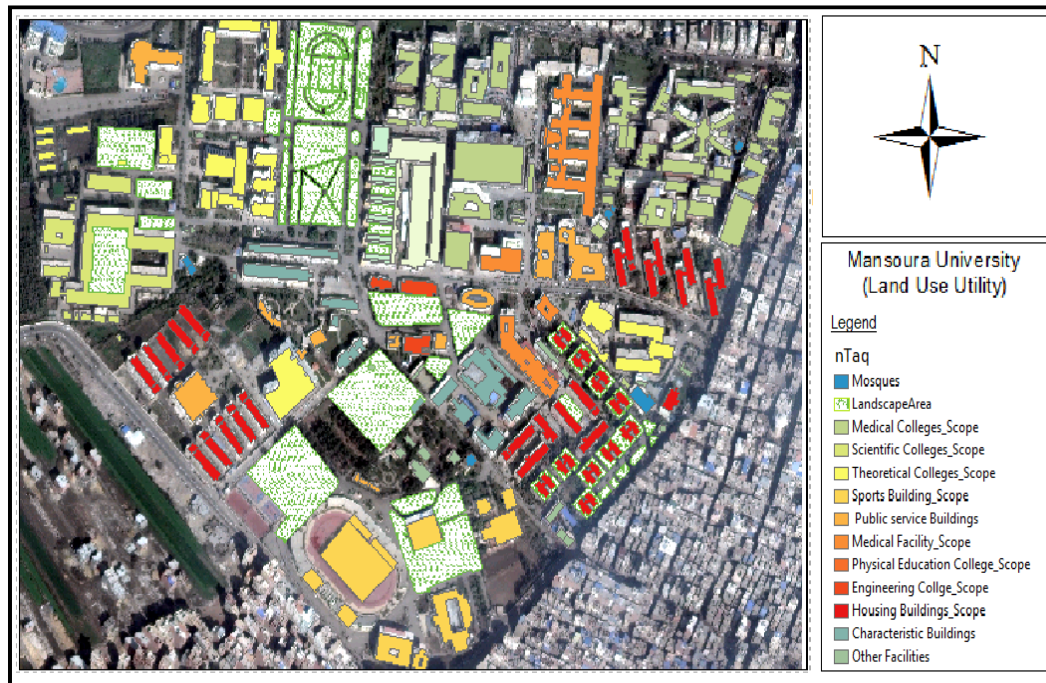 N
Mansoura University
(Land Use Utility)
Legend
nTaq
Mosques
LandscapeArea
Medical Colleges_Scope
Scientific Colleges_Scope
Theoretical Colleges_Scope
Sports Building_Scope
Public service Buildings
Medical Facility_Scope
Physical Education College_Scope
Engineering Collge_Scope
Housing Buildings_Scope
Characteristic Buildings
Other Facilities